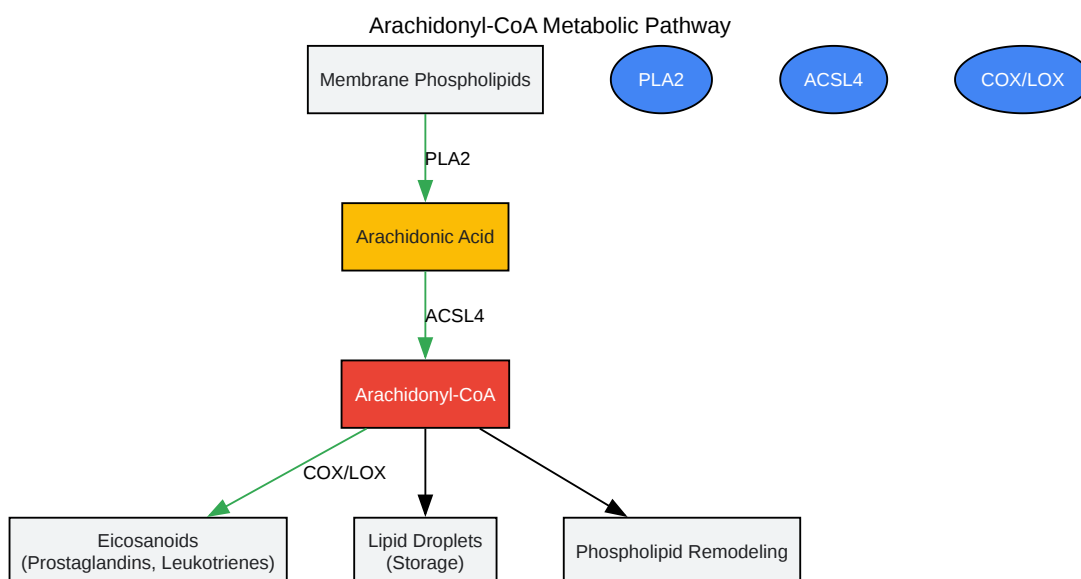 Arachidonyl-CoA Metabolic Pathway
Membrane Phospholipids
PLA2
ACSL4
COX/LOX
PLA2
Arachidonic Acid
ACSL4
Arachidonyl-CoA
COX/LOX
Eicosanoids
(Prostaglandins, Leukotrienes)
Lipid Droplets
(Storage)
Phospholipid Remodeling